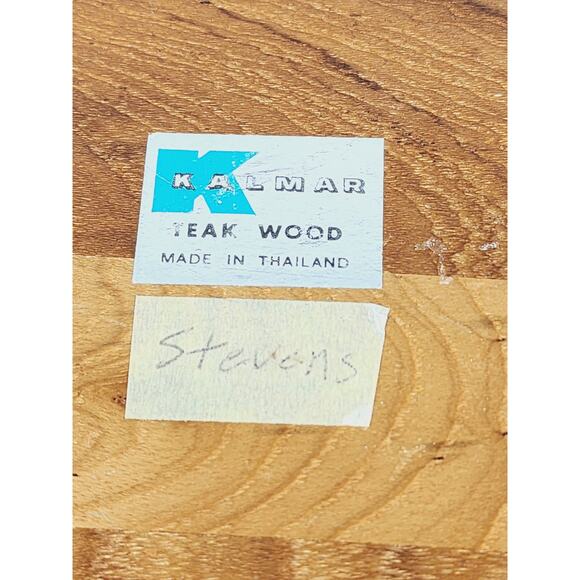 KALMAR
TEAK WOOD
MADE IN THAILAND
Stevens